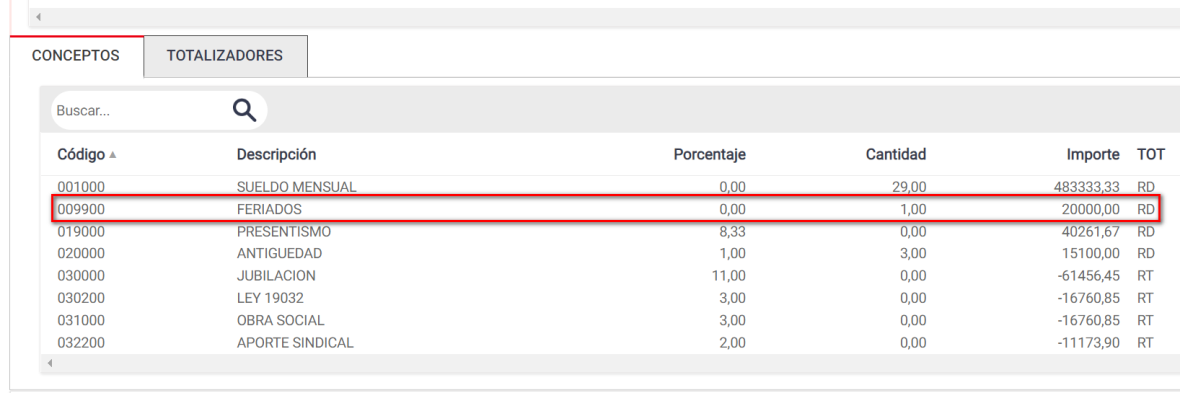 CONCEPTOS TOTALIZADORES
Buscar...
Código Descripción Porcentaje Cantidad Importe TOT
001000 SUELDO MENSUAL 0,00 29,00 483333,33 RD
009900 FERIADOS 0,00 1,00 20000,00 RD
019000 PRESENTISMO 8,33 0,00 40261,67 RD
020000 ANTIGUEDAD 1,00 3,00 15100,00 RD
030000 JUBILACION 11,00 0,00 -61456,45 RT
030200 LEY 19032 3,00 0,00 -16760,85 RT
031000 OBRA SOCIAL 3,00 0,00 -16760,85 RT
032200 APORTE SINDICAL 2,00 0,00 -11173,90 RT